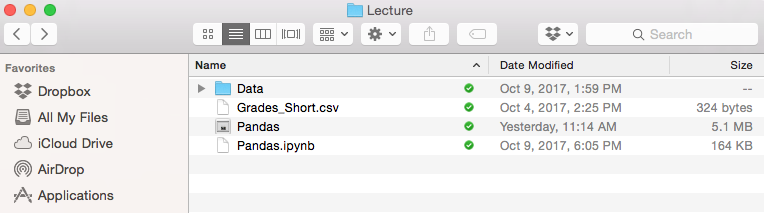 Lecture
Search
Favorites
Dropbox
All My Files
iCloud Drive
AirDrop
Applications
Name Date Modified Size
Data Oct 9, 2017, 1:59 PM --
Grades_Short.csv Oct 4, 2017, 2:25 PM 324 bytes
Pandas Yesterday, 11:14 AM 5.1 MB
Pandas.ipynb Oct 9, 2017, 6:05 PM 164 KB